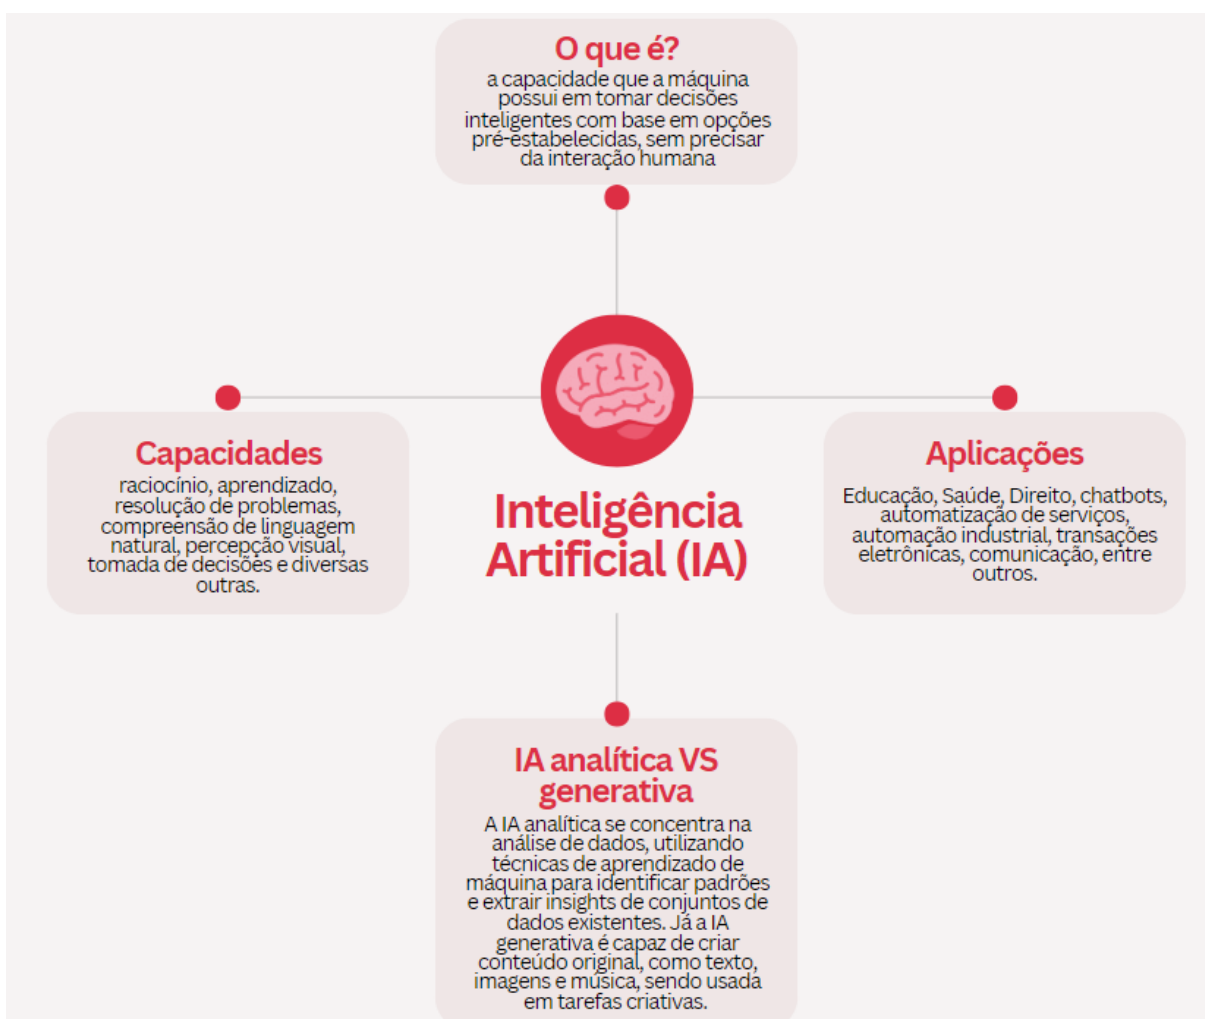 O que é?
a capacidade que a máquina
possui em tomar decisões
inteligentes com base em opções
pré-estabelecidas, sem precisar
da interação humana
Capacidades
raciocínio, aprendizado,
resolução de problemas,
compreensão de linguagem
natural, percepção visual,
tomada de decisões e diversas
outras.
Inteligência
Artificial (IA)
Aplicações
Educação, Saúde, Direito, chatbots,
automatização de serviços,
automação industrial, transações
eletrônicas, comunicação, entre
outros.
IA analítica VS
generativa
A IA analítica se concentra na
análise de dados, utilizando
técnicas de aprendizado de
máquina para identificar padrões
e extrair insights de conjuntos de
dados existentes. Já a IA
generativa é capaz de criar
conteúdo original, como texto,
imagens e música, sendo usada
em tarefas criativas.